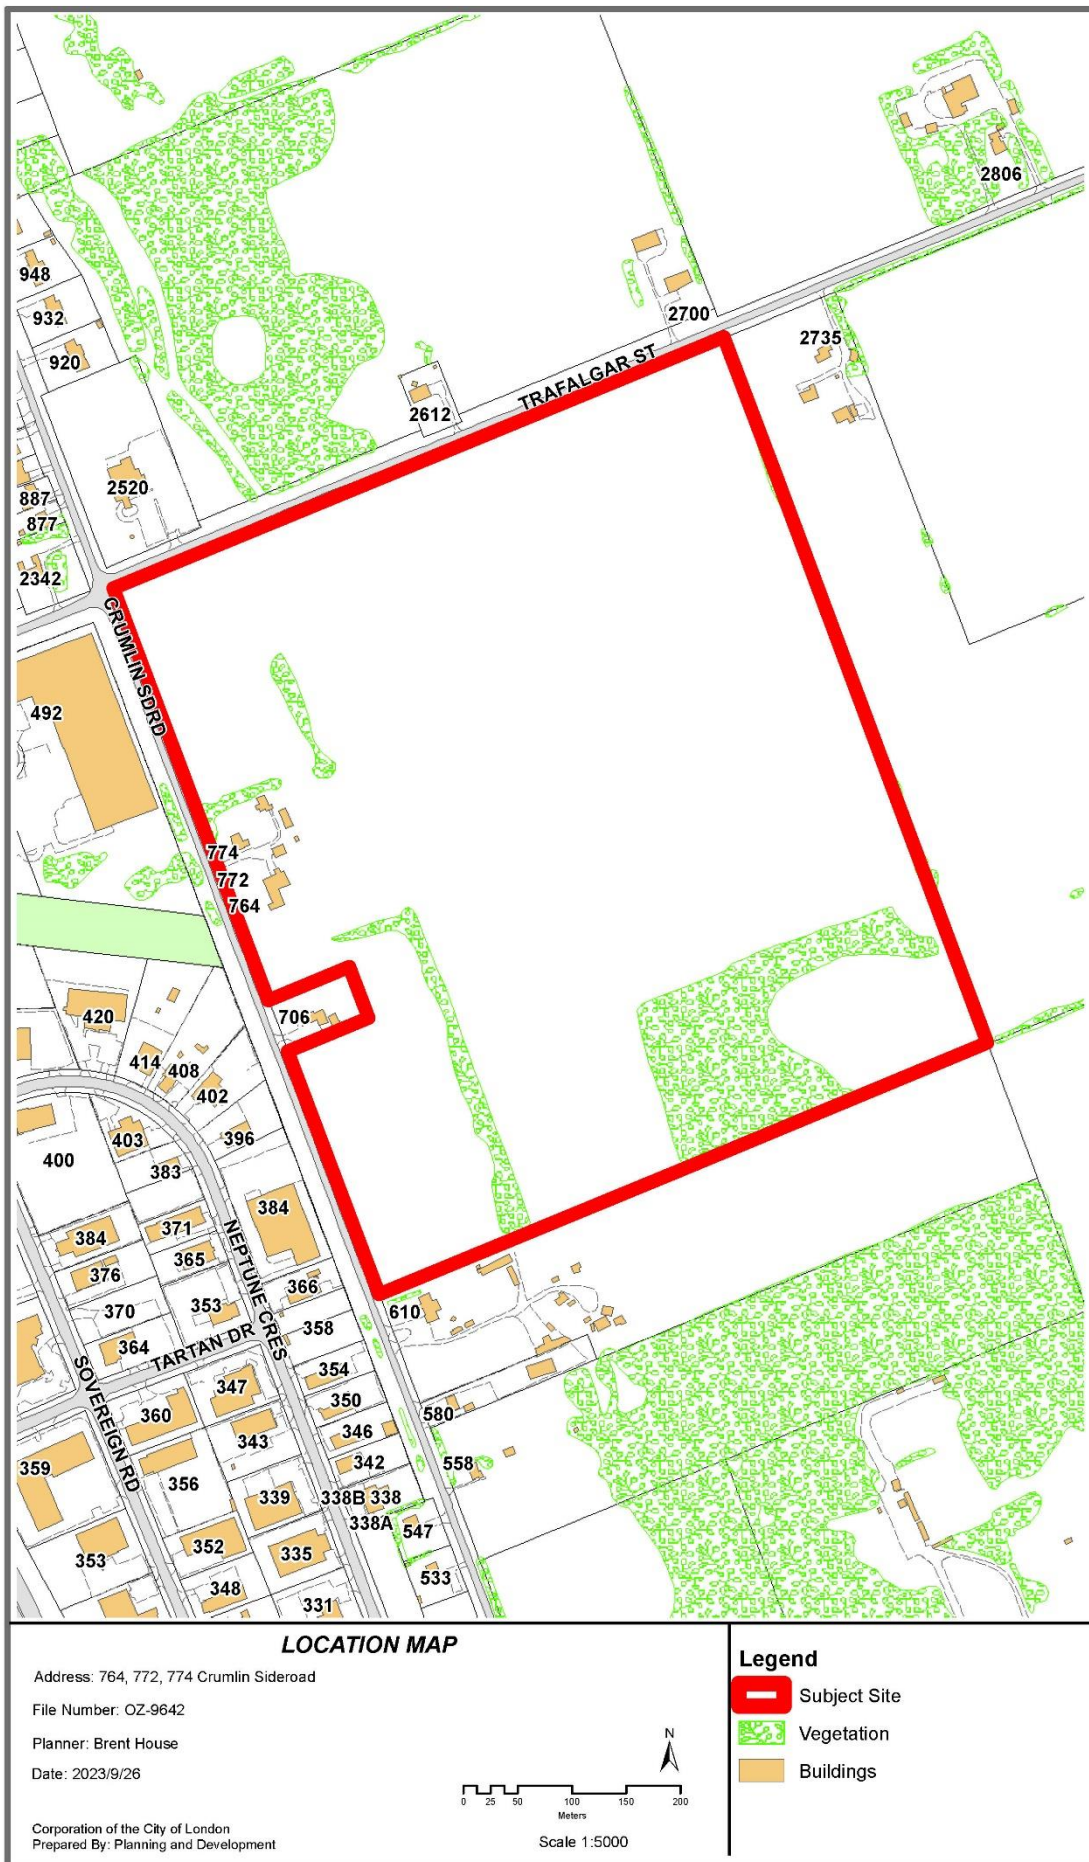 2806
948
932
2700
920
2735
TRAFALGAR ST
2612
2520
887
877
2342
CRUMLIN SDRD
492
774
772
764
706
420
414
408
402
403
396
400
383
384
371
384
365
376
NEPTUNE CRES
366
353
370
610
358
364
TARTAN DR
354
347
SOVEREIGN RD
350
360
580
346
343
342
558
359
356
338B 338
339
338A
547
352
335
353
533
348
331
LOCATION MAP
Address: 764, 772, 774 Crumlin Sideroad
File Number: OZ-9642
Planner: Brent House
Date: 2023/9/26
Corporation of the City of London
Prepared By: Planning and Development
N
0 25 50 100 150 200
Meters
Scale 1:5000
Legend
Subject Site
Vegetation
Buildings